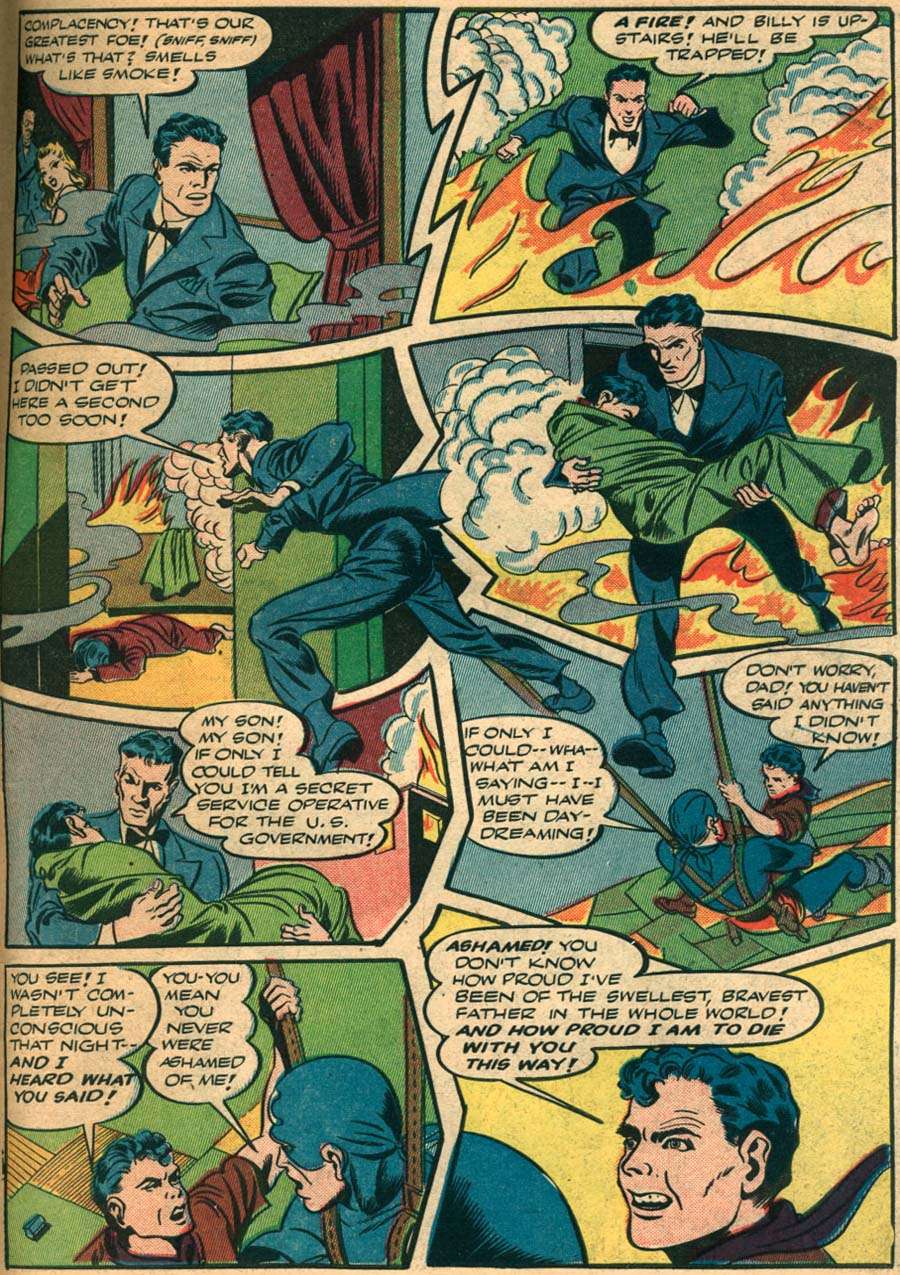 COMPLACENCY! THAT'S OUR
GREATEST FOE! (SNIFF, SNIFF)
WHAT'S THAT? SMELLS
LIKE SMOKE!
A FIRE! AND BILLY IS UP-
STAIRS! HE'LL BE
TRAPPED!
PASSED OUT!
I DIDN'T GET
HERE A SECOND
TOO SOON!
MY SON!
MY SON!
IF ONLY I
COULD TELL
YOU I'M A SECRET
SERVICE OPERATIVE
FOR THE U.S.
GOVERNMENT!
IF ONLY I
COULD--WHA--
WHAT AM I
SAYING--I--I
MUST HAVE
BEEN DAY-
DREAMING!
DON'T WORRY,
DAD! YOU HAVEN'T
SAID ANYTHING
I DIDN'T
KNOW!
YOU SEE! I
WASN'T COM-
PLETELY UN-
CONSCIOUS
THAT NIGHT--
AND I
HEARD WHAT
YOU SAID!
YOU-YOU
MEAN
YOU
NEVER
WERE
ASHAMED
OF ME!
ASHAMED! YOU
DON'T KNOW
HOW PROUD I'VE
BEEN OF THE SWELLEST, BRAVEST
FATHER IN THE WHOLE WORLD!
AND HOW PROUD I AM TO DIE
WITH YOU
THIS WAY!